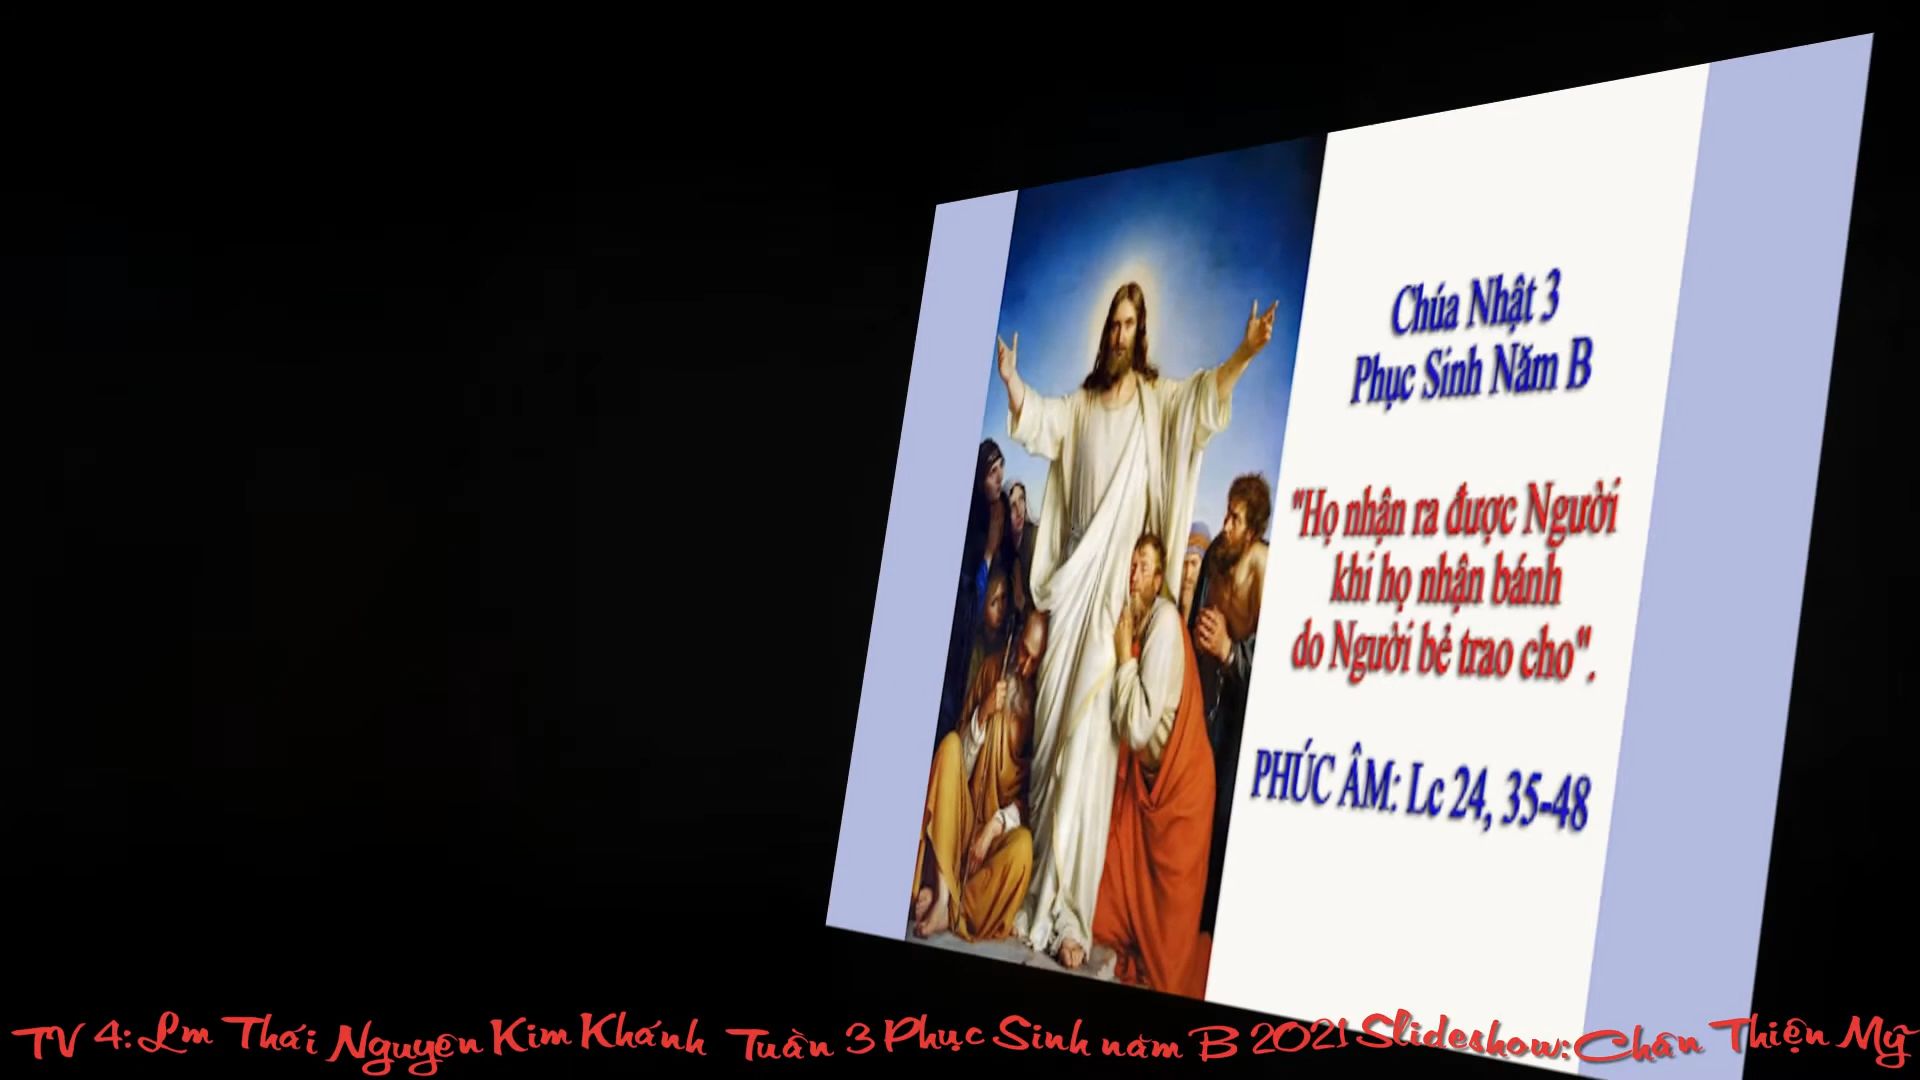 Chúa Nhật 3
Phục Sinh Năm B
"Họ nhận ra được Người
khi họ nhận bánh
do Người bẻ trao cho".
PHÚC ÂM: Lc 24, 35-48
TV 4: Lm Thái Nguyên Kim Khánh Tuần 3 Phục Sinh năm B 2021 Slideshow: Chân Thiện Mỹ